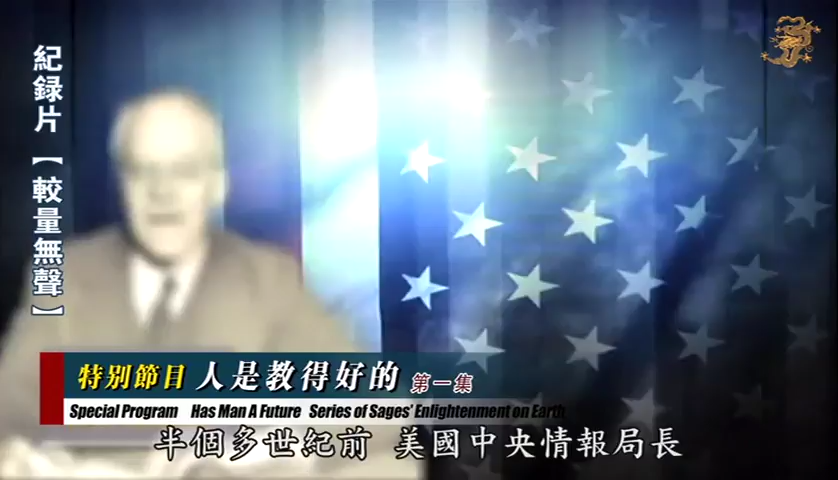 紀録片【較量無聲】
特别節目 人是教得好的 第一集
Special Program Has Man A Future Series of Sages' Enlightenment on Earth
半個多世紀前 美國中央情報局長